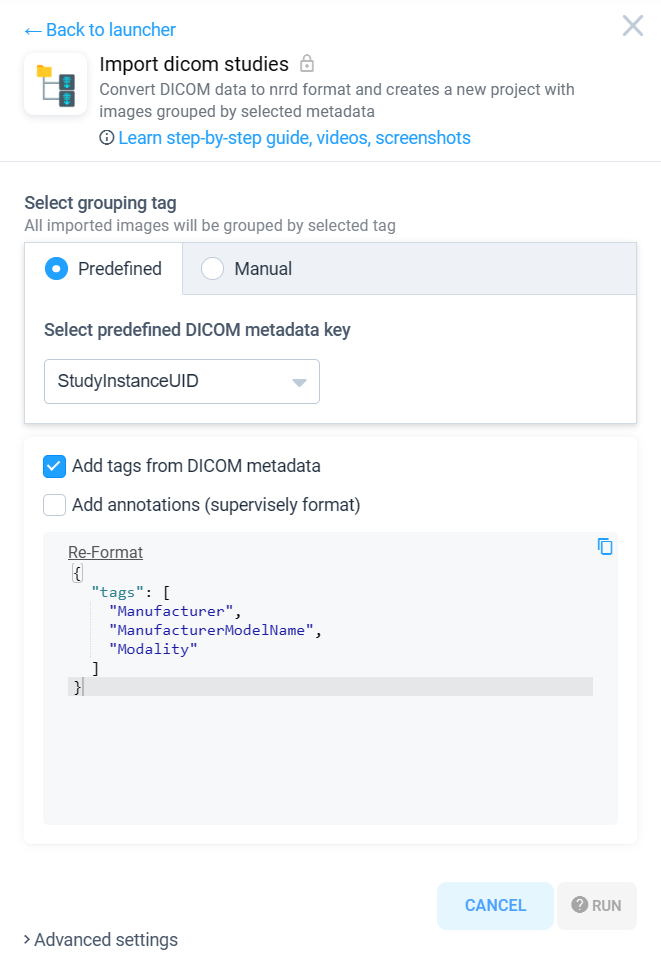 ← Back to launcher
Import dicom studies
Convert DICOM data to nrrd format and creates a new project with
images grouped by selected metadata
Learn step-by-step guide, videos, screenshots
Select grouping tag
All imported images will be grouped by selected tag
Predefined
Manual
Select predefined DICOM metadata key
StudyInstanceUID
Add tags from DICOM metadata
Add annotations (supervisely format)
Re-Format
{
"tags": [
"Manufacturer",
"ManufacturerModelName",
"Modality"
]
}
CANCEL
? RUN
> Advanced settings